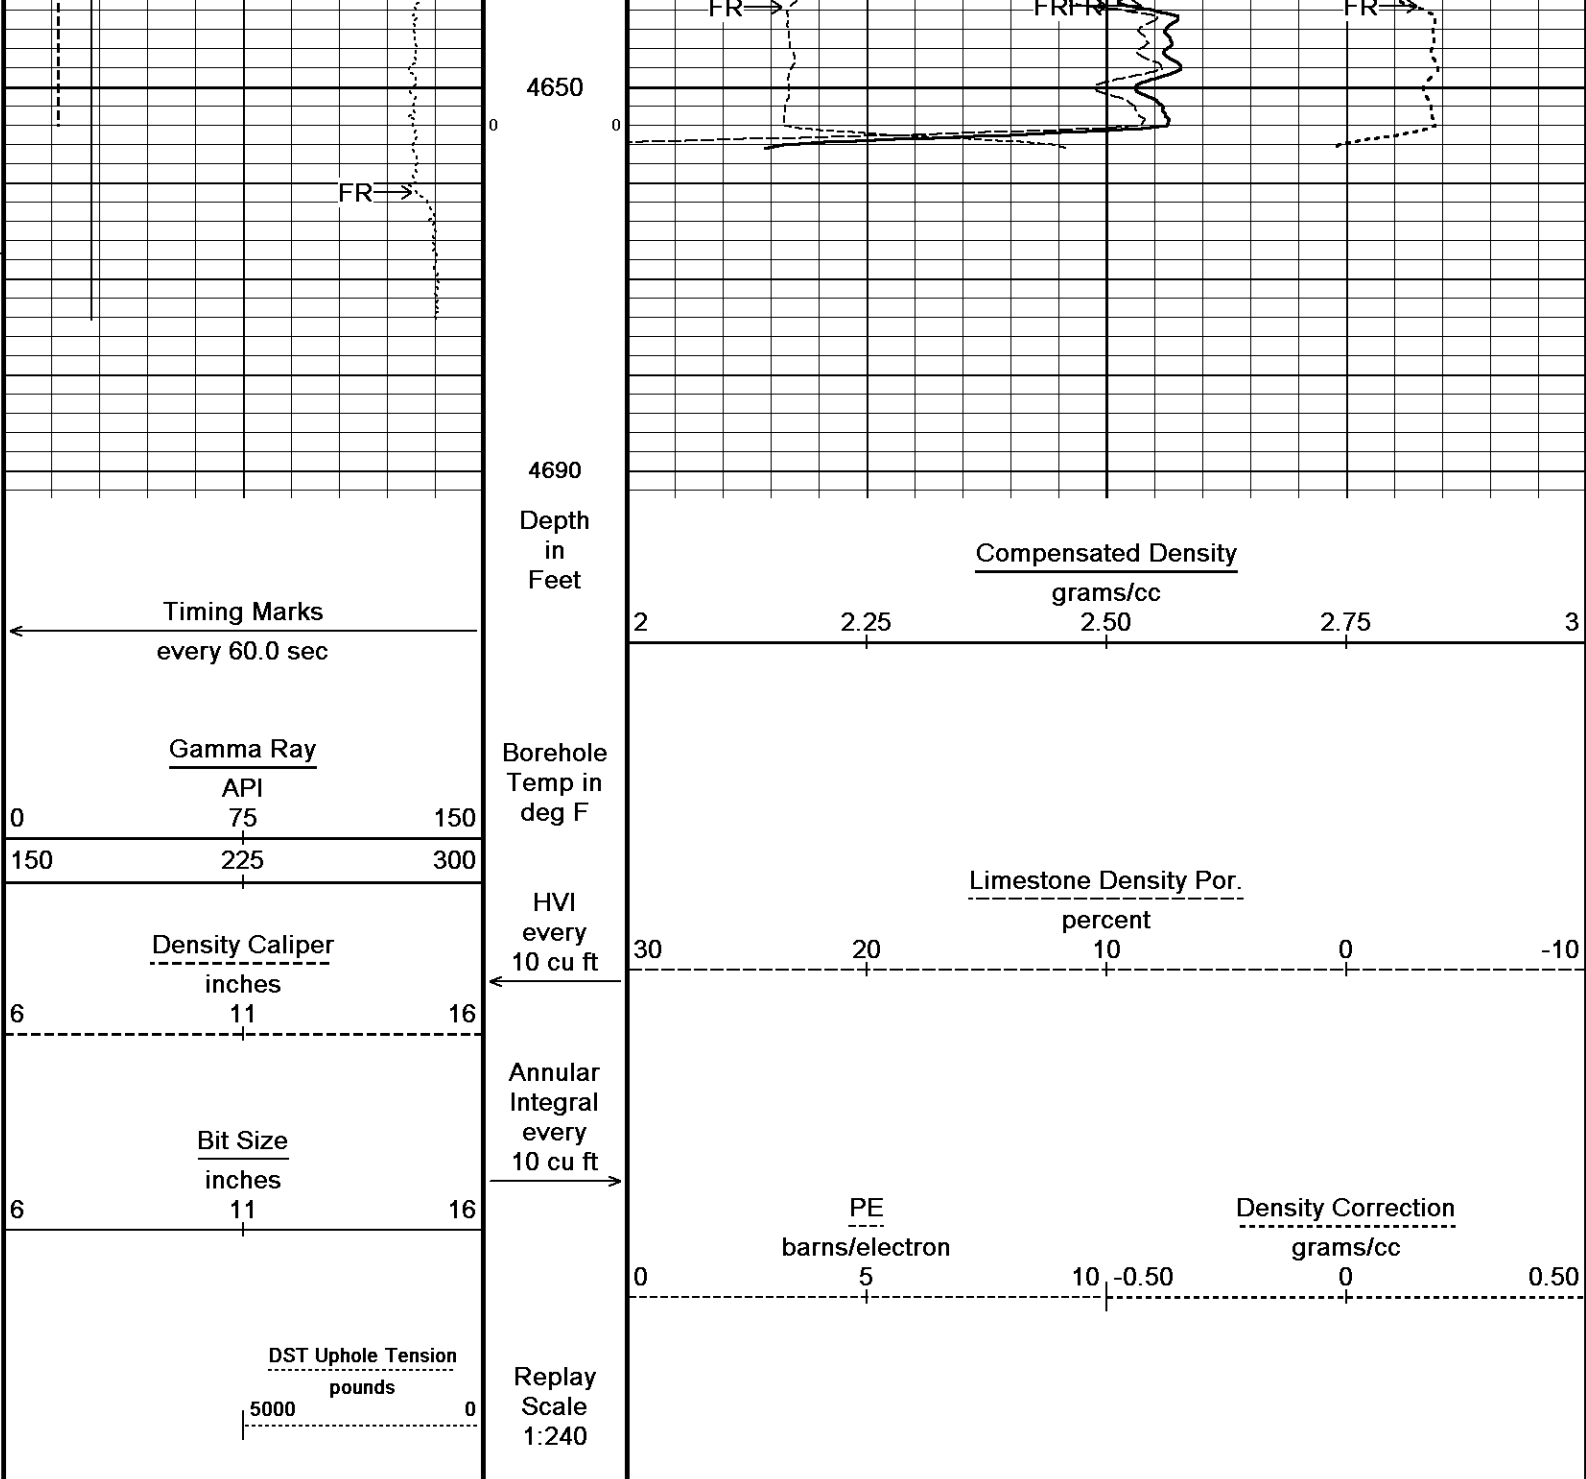 FR
FRFR
FR
4650
0 0
FR
4690
Depth
in
Feet
Timing Marks
every 60.0 sec
Gamma Ray
API
0 75 150
150 225 300
Density Caliper
inches
6 11 16
Bit Size
inches
6 11 16
DST Uphole Tension
pounds
5000 0
Borehole
Temp in
deg F
HVI
every
10 cu ft
Annular
Integral
every
10 cu ft
Replay
Scale
1:240
Compensated Density
grams/cc
2 2.25 2.50 2.75 3
Limestone Density Por.
percent
30 20 10 0 -10
PE
barns/electron
0 5 10
Density Correction
grams/cc
-0.50 0 0.50